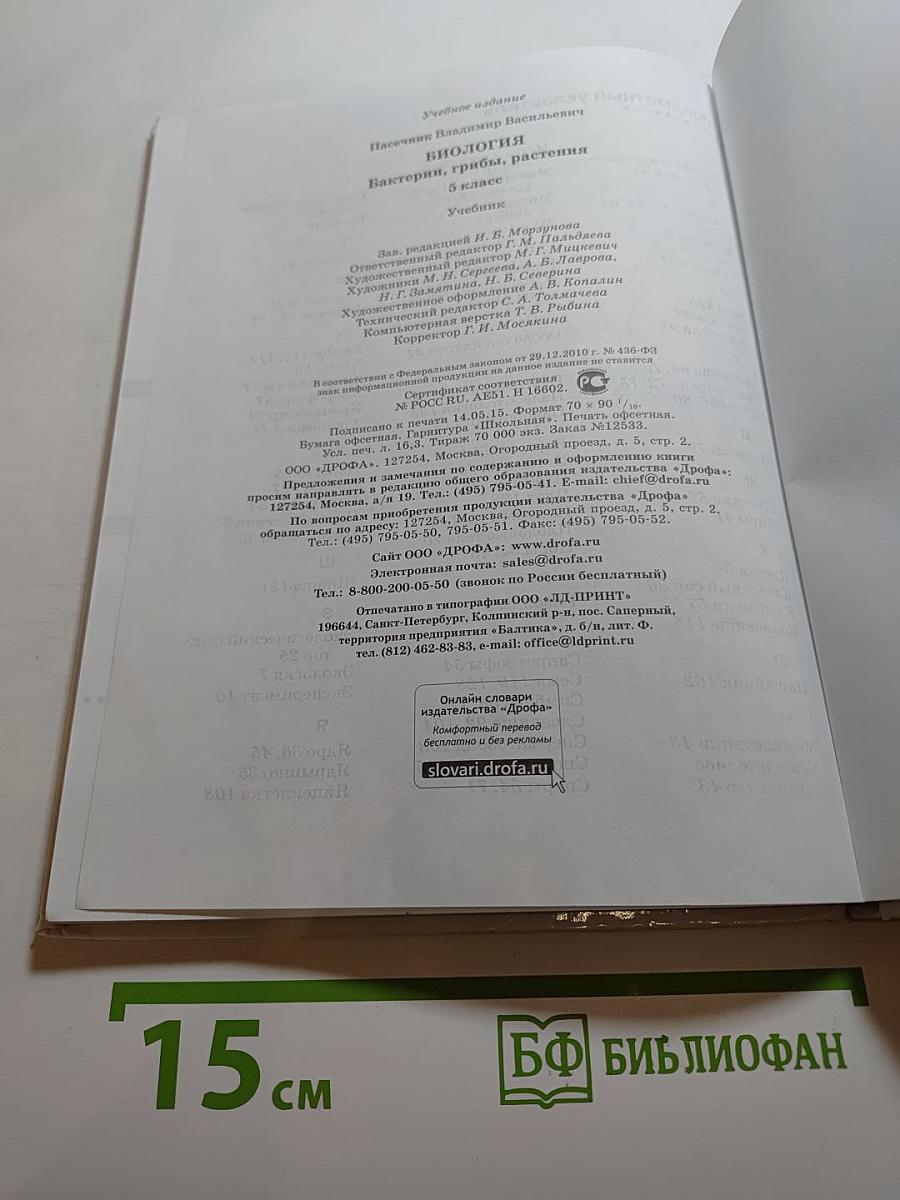 Учебное издание
Пасечник Владимир Васильевич
БИОЛОГИЯ
Бактерии, грибы, растения
5 класс
Учебник
Зав. редакцией И. Б. Морзунова
Ответственный редактор Г. М. Пальдяева
Художественный редактор М. Г. Мицкевич
Художники М. Н. Сергеева, А. Б. Лаврова,
Н. Г. Замятина, Н. Б. Северина
Художественное оформление А. В. Копалин
Технический редактор С. А. Толмачева
Компьютерная верстка Т. В. Рыбина
Корректор Г. И. Мосякина
В соответствии с Федеральным законом от 29.12.2010 г. № 436-ФЗ
знак информационной продукции на данное издание не ставится
Сертификат соответствия
№ РОСС RU. АЕ51. Н 16602.
Подписано к печати 14.05.15. Формат 70 × 90 1/16.
Бумага офсетная. Гарнитура «Школьная». Печать офсетная.
Усл. печ. л. 16,3. Тираж 70 000 экз. Заказ №12533.
ООО «ДРОФА». 127254, Москва, Огородный проезд, д. 5, стр. 2.
Предложения и замечания по содержанию и оформлению книги
просим направлять в редакцию общего образования издательства «Дрофа»:
127254, Москва, а/я 19. Тел.: (495) 795-05-41. E-mail: chief@drofa.ru
По вопросам приобретения продукции издательства «Дрофа»
обращаться по адресу: 127254, Москва, Огородный проезд, д. 5, стр. 2.
Тел.: (495) 795-05-50, 795-05-51. Факс: (495) 795-05-52.
Сайт ООО «ДРОФА»: www.drofa.ru
Электронная почта: sales@drofa.ru
Тел.: 8-800-200-05-50 (звонок по России бесплатный)
Отпечатано в типографии ООО «ЛД-ПРИНТ»
196644, Санкт-Петербург, Колпинский р-н, пос. Саперный,
территория предприятия «Балтика», д. б/н, лит. Ф.
тел. (812) 462-83-83, e-mail: office@ldprint.ru
Онлайн словари
издательства «Дрофа»
Комфортный перевод
бесплатно и без рекламы
slovari.drofa.ru
15 см
БФ БИБЛИОФАН